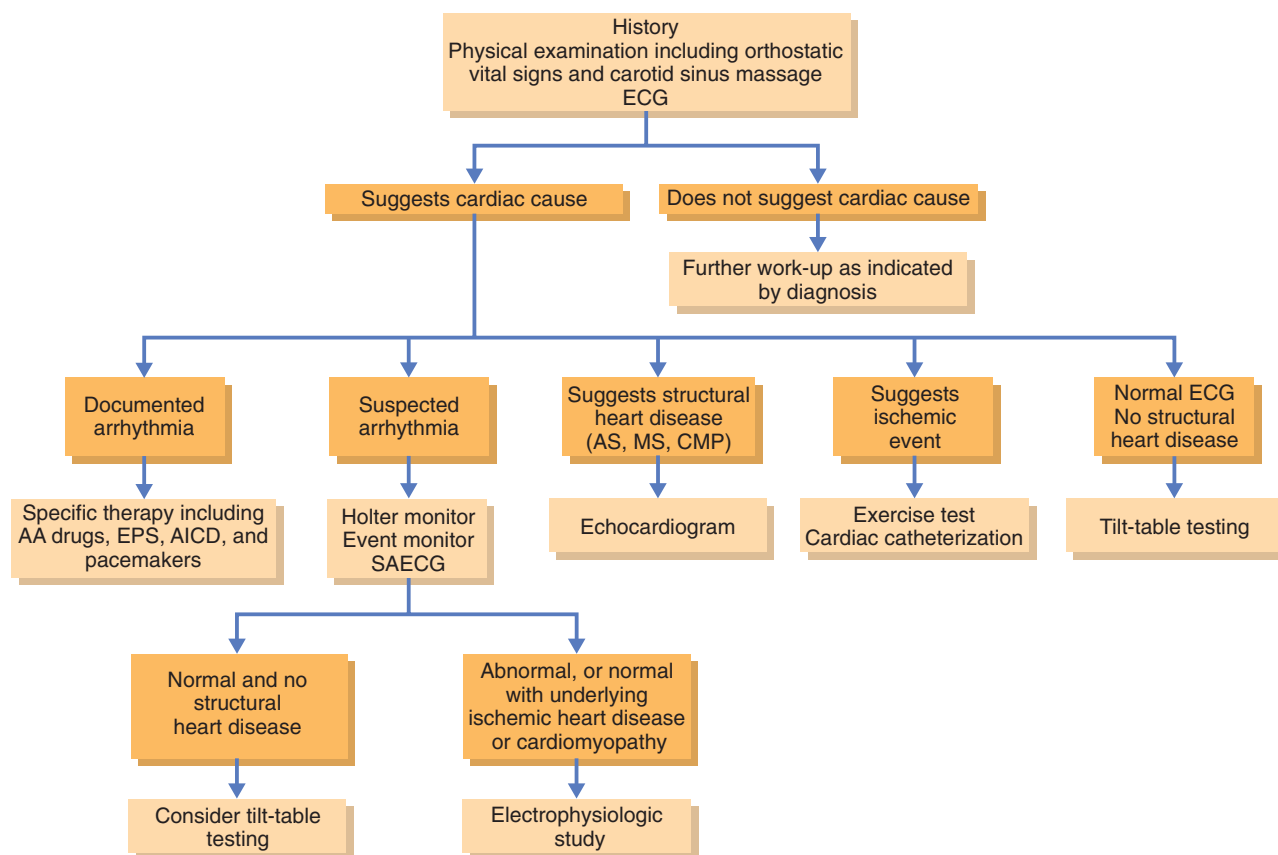 History
Physical examination including orthostatic
vital signs and carotid sinus massage
ECG
Suggests cardiac cause
Does not suggest cardiac cause
Further work-up as indicated
by diagnosis
Documented
arrhythmia
Suspected
arrhythmia
Suggests structural
heart disease
(AS, MS, CMP)
Suggests
ischemic
event
Normal ECG
No structural
heart disease
Specific therapy including
AA drugs, EPS, AICD, and
pacemakers
Holter monitor
Event monitor
SAECG
Echocardiogram
Exercise test
Cardiac catheterization
Tilt-table testing
Normal and no
structural
heart disease
Abnormal, or normal
with underlying
ischemic heart disease
or cardiomyopathy
Consider tilt-table
testing
Electrophysiologic
study